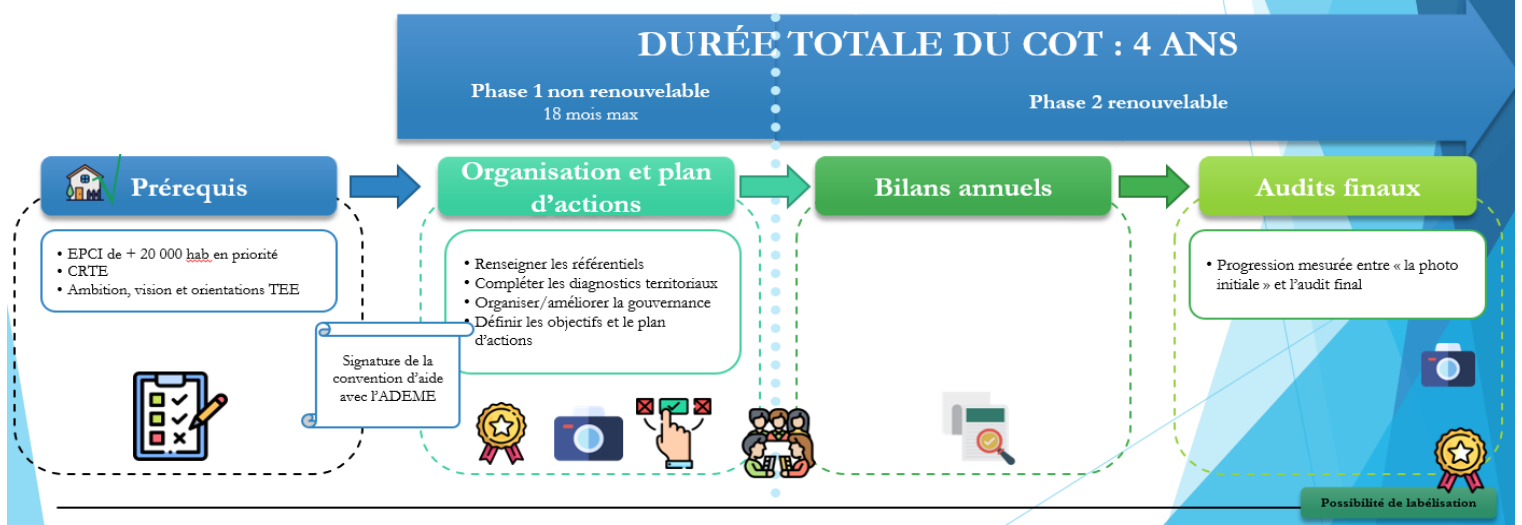 DURÉE TOTALE DU COT : 4 ANS
Phase 1 non renouvelable
18 mois max
Phase 2 renouvelable
Prérequis
• EPCI de + 20 000 hab en priorité
• CRTE
• Ambition, vision et orientations TEE
Signature de la
convention d’aide
avec l’ADEME
Organisation et plan
d’actions
• Renseigner les référentiels
• Compléter les diagnostics territoriaux
• Organiser/améliorer la gouvernance
• Définir les objectifs et le plan
d’actions
Bilans annuels
Audits finaux
• Progression mesurée entre « la photo
initiale » et l’audit final
Possibilité de labélisation